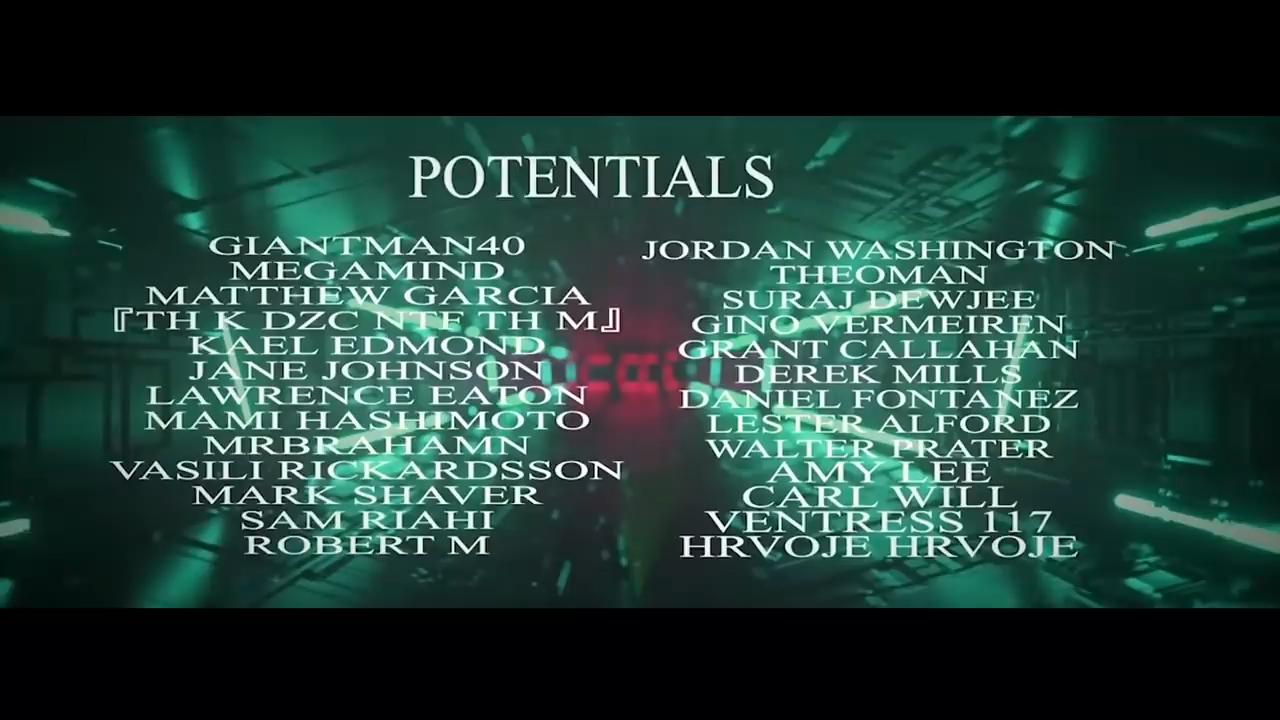 POTENTIALS
GIANTMAN40
MEGAMIND
MATTHEW GARCIA
『TH K DZC NTF TH M』
KAEL EDMOND
JANE JOHNSON
LAWRENCE EATON
MAMI HASHIMOTO
MRBRAHAMN
VASILI RICKARDSSON
MARK SHAVER
SAM RIAHI
ROBERT M
JORDAN WASHINGTON
THEOMAN
SURAJ DEWJEE
GINO VERMEIREN
GRANT CALLAHAN
DEREK MILLS
DANIEL FONTANEZ
LESTER ALFORD
WALTER PRATER
AMY LEE
CARL WILL
VENTRESS 117
HRVOJE HRVOJE